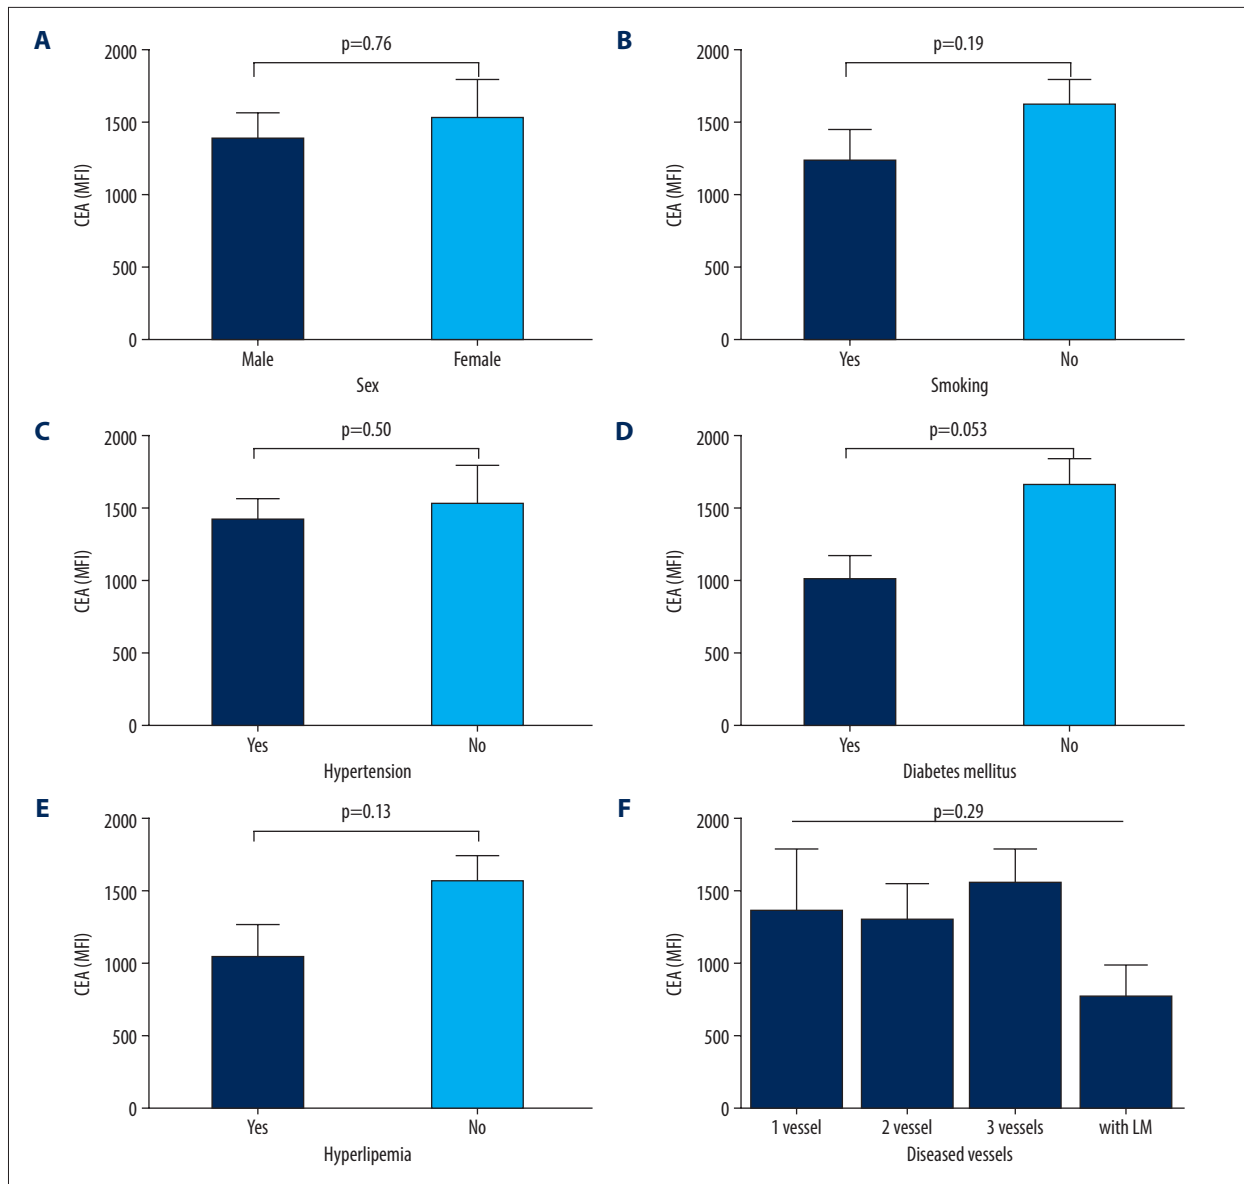 A
p=0.76
2000
1500
1000
500
0
CEA (MFI)
Male Female
Sex
B
p=0.19
2000
1500
1000
500
0
CEA (MFI)
Yes No
Smoking
C
p=0.50
2000
1500
1000
500
0
CEA (MFI)
Yes No
Hypertension
D
p=0.053
2000
1500
1000
500
0
CEA (MFI)
Yes No
Diabetes mellitus
E
p=0.13
2000
1500
1000
500
0
CEA (MFI)
Yes No
Hyperlipemia
F
p=0.29
2000
1500
1000
500
0
CEA (MFI)
1 vessel 2 vessel 3 vessels with LM
Diseased vessels